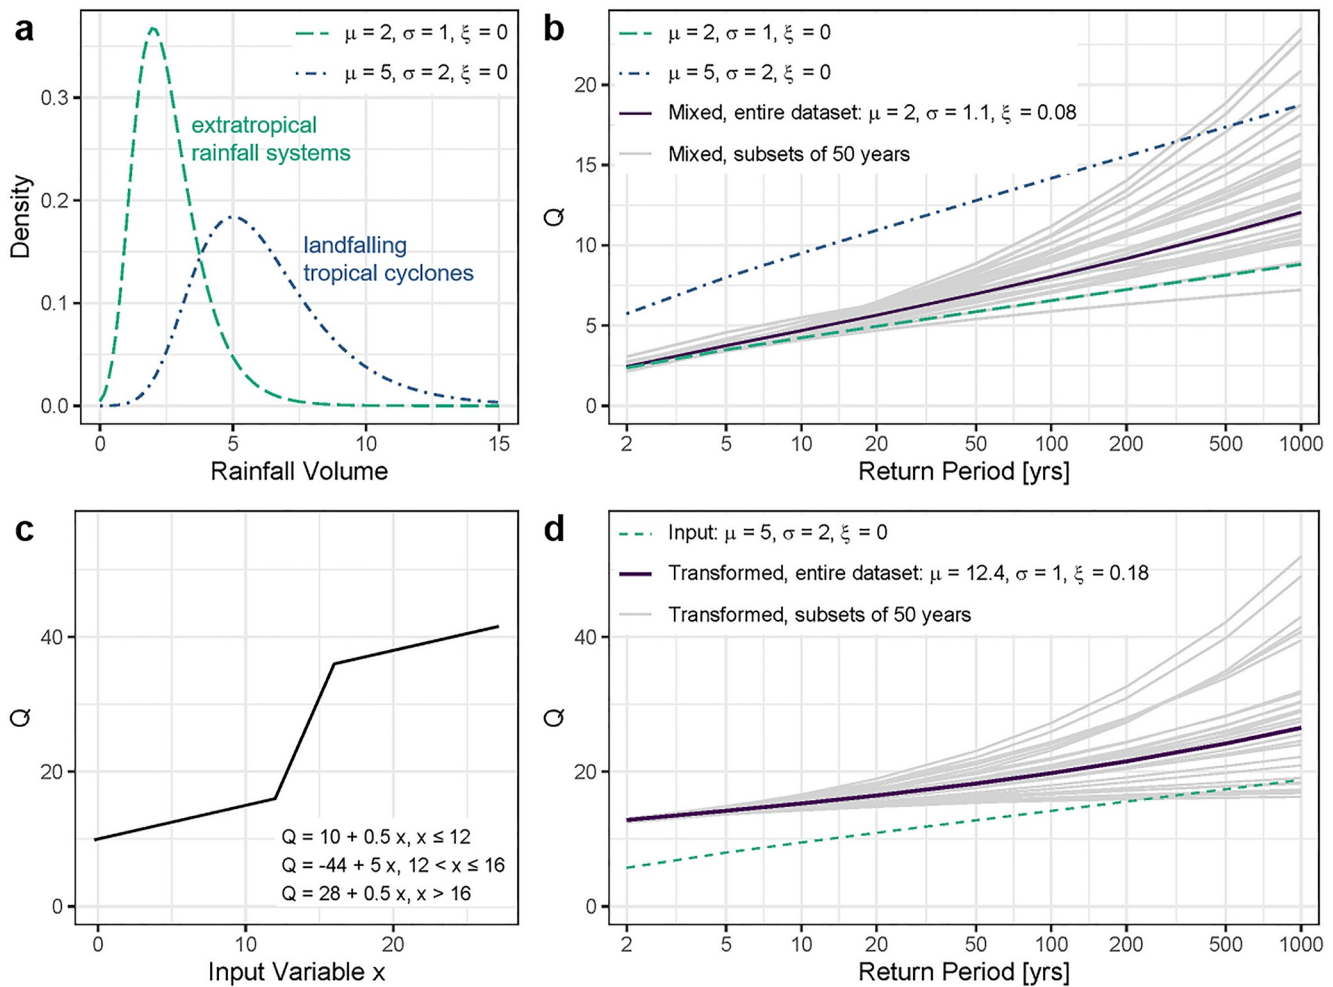 a
μ = 2, σ = 1, ξ = 0
μ = 5, σ = 2, ξ = 0
extratropical
rainfall systems
landfalling
tropical cyclones
Density
0.3
0.2
0.1
0.0
0
5
10
15
Rainfall Volume
b
μ = 2, σ = 1, ξ = 0
μ = 5, σ = 2, ξ = 0
Mixed, entire dataset: μ = 2, σ = 1.1, ξ = 0.08
Mixed, subsets of 50 years
Q
20
15
10
5
0
2
5
10
20
50
100
200
500
1000
Return Period [yrs]
c
Q
40
20
0
Q = 10 + 0.5 x, x ≤ 12
Q = -44 + 5 x, 12 < x ≤ 16
Q = 28 + 0.5 x, x > 16
0
10
20
Input Variable x
d
Input: μ = 5, σ = 2, ξ = 0
Transformed, entire dataset: μ = 12.4, σ = 1, ξ = 0.18
Transformed, subsets of 50 years
Q
40
20
0
2
5
10
20
50
100
200
500
1000
Return Period [yrs]